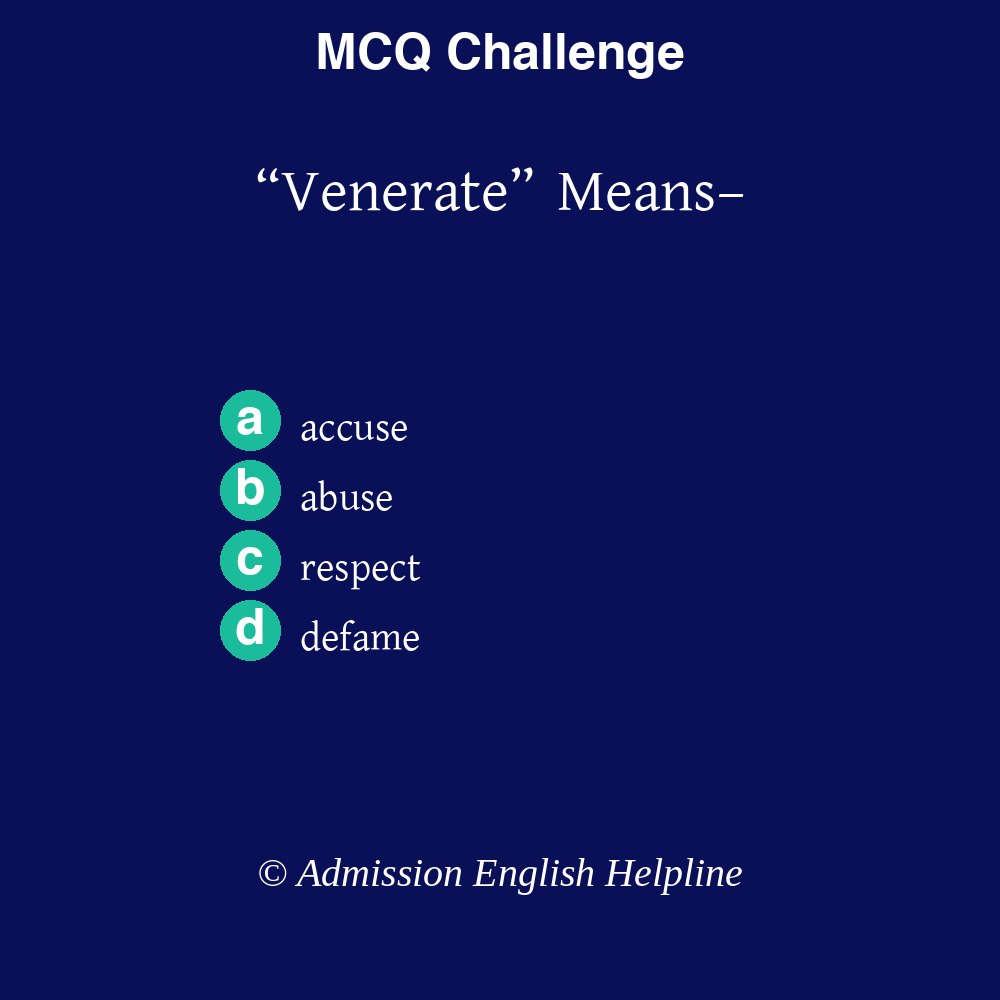 MCQ Challenge
“Venerate” Means–
a accuse
b abuse
c respect
d defame
© Admission English Helpline